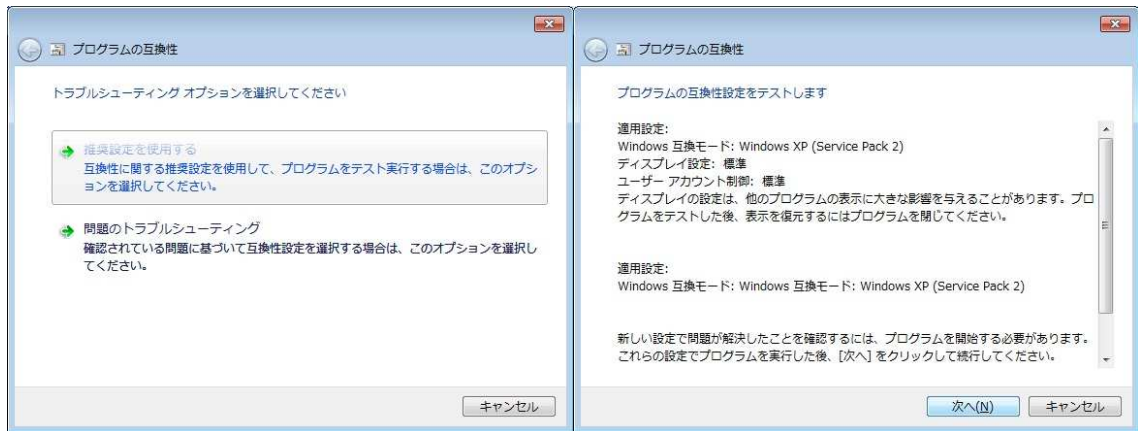 プログラムの互換性
トラブルシューティング オプションを選択してください
推奨設定を使用する
互換性に関する推奨設定を使用して、プログラムをテスト実行する場合は、このオプシ
ョンを選択してください。
問題のトラブルシューティング
確認されている問題に基づいて互換性設定を選択する場合は、このオプションを選択し
てください。
キャンセル
プログラムの互換性
プログラムの互換性設定をテストします
適用設定:
Windows 互換モード: Windows XP (Service Pack 2)
ディスプレイ設定: 標準
ユーザー アカウント制御: 標準
ディスプレイの設定は、他のプログラムの表示に大きな影響を与えることがあります。プロ
グラムをテストした後、表示を復元するにはプログラムを閉じてください。
適用設定:
Windows 互換モード: Windows 互換モード: Windows XP (Service Pack 2)
新しい設定で問題が解決したことを確認するには、プログラムを開始する必要があります。
これらの設定でプログラムを実行した後、[次へ] をクリックして続行してください。
次へ(N)
キャンセル